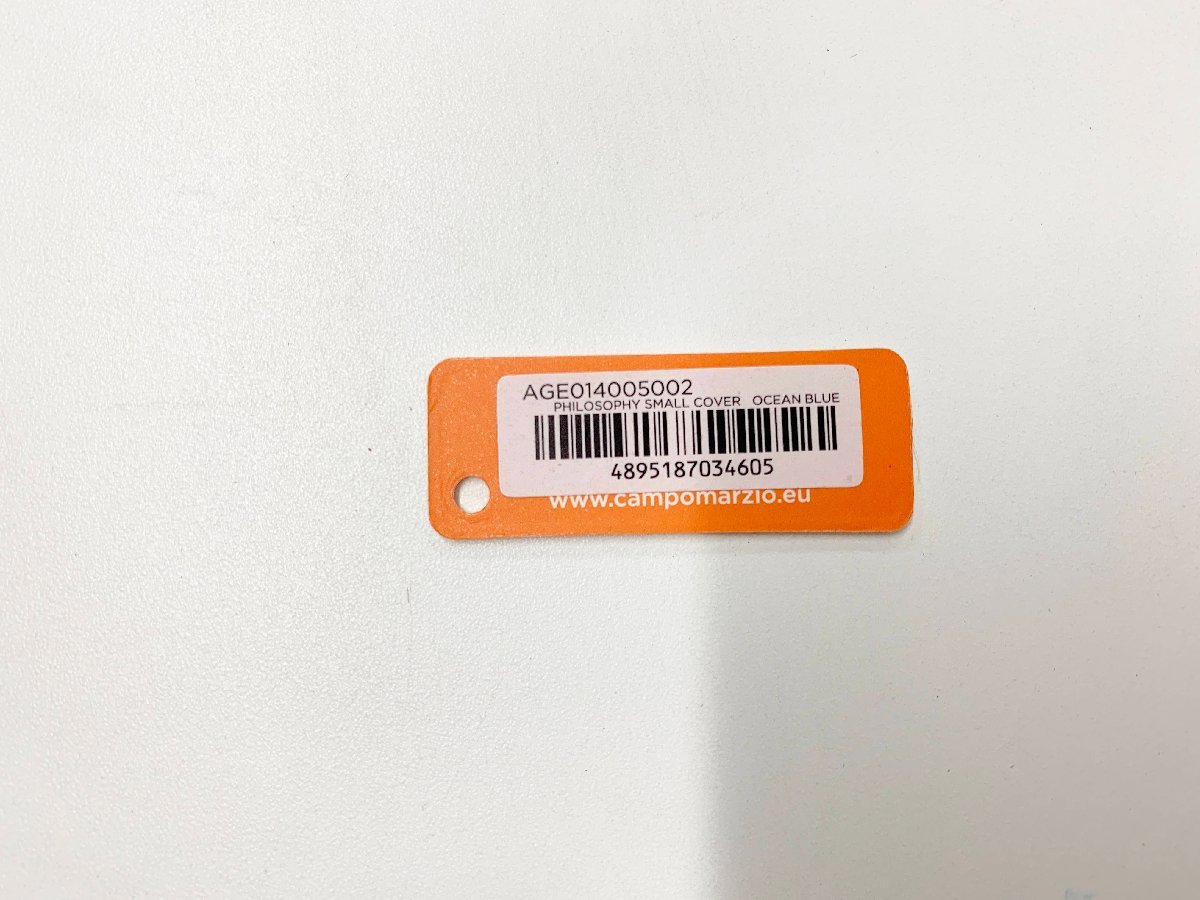 AGE014005002
PHILOSOPHY SMALL COVER OCEAN BLUE
4895187034605
www.campomarzio.eu